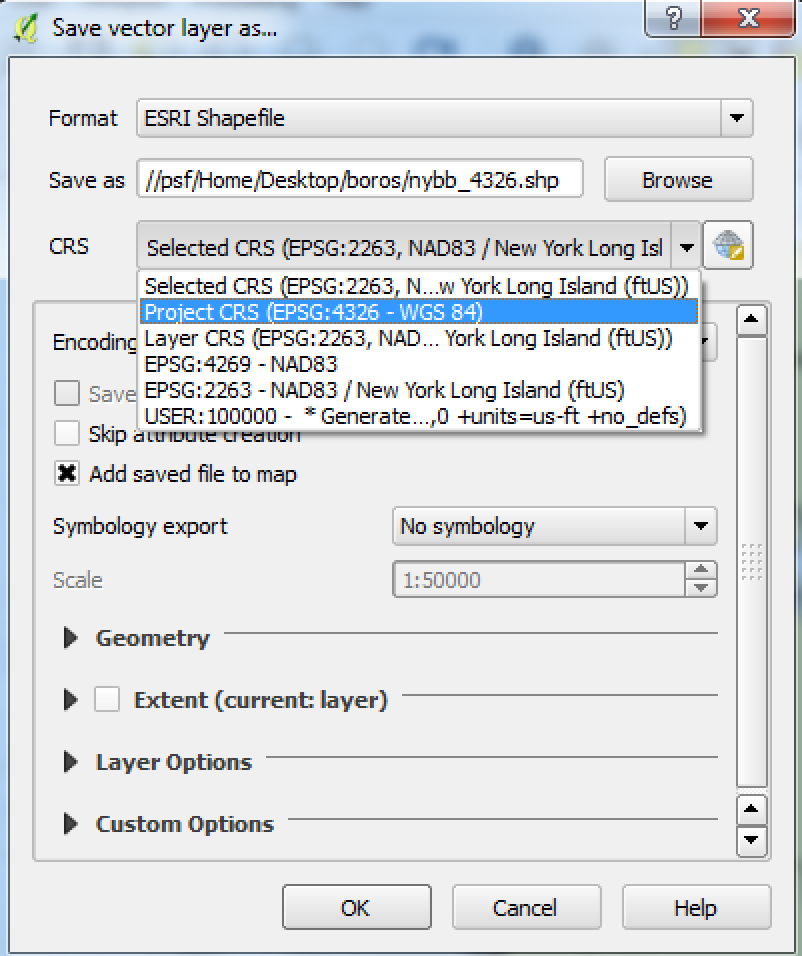 Save vector layer as...
?
Format ESRI Shapefile
Save as //psf/Home/Desktop/boros/nybb_4326.shp Browse
CRS Selected CRS (EPSG:2263, NAD83 / New York Long Isl
Selected CRS (EPSG:2263, N...w York Long Island (ftUS))
Project CRS (EPSG:4326 - WGS 84)
Layer CRS (EPSG:2263, NAD... York Long Island (ftUS))
EPSG:4269 - NAD83
EPSG:2263 - NAD83 / New York Long Island (ftUS)
USER:100000 - * Generate...,0 +units=us-ft +no_defs)
Encoding
Save
Skip attribute creation
Add saved file to map
Symbology export No symbology
Scale 1:50000
Geometry
Extent (current: layer)
Layer Options
Custom Options
OK Cancel Help